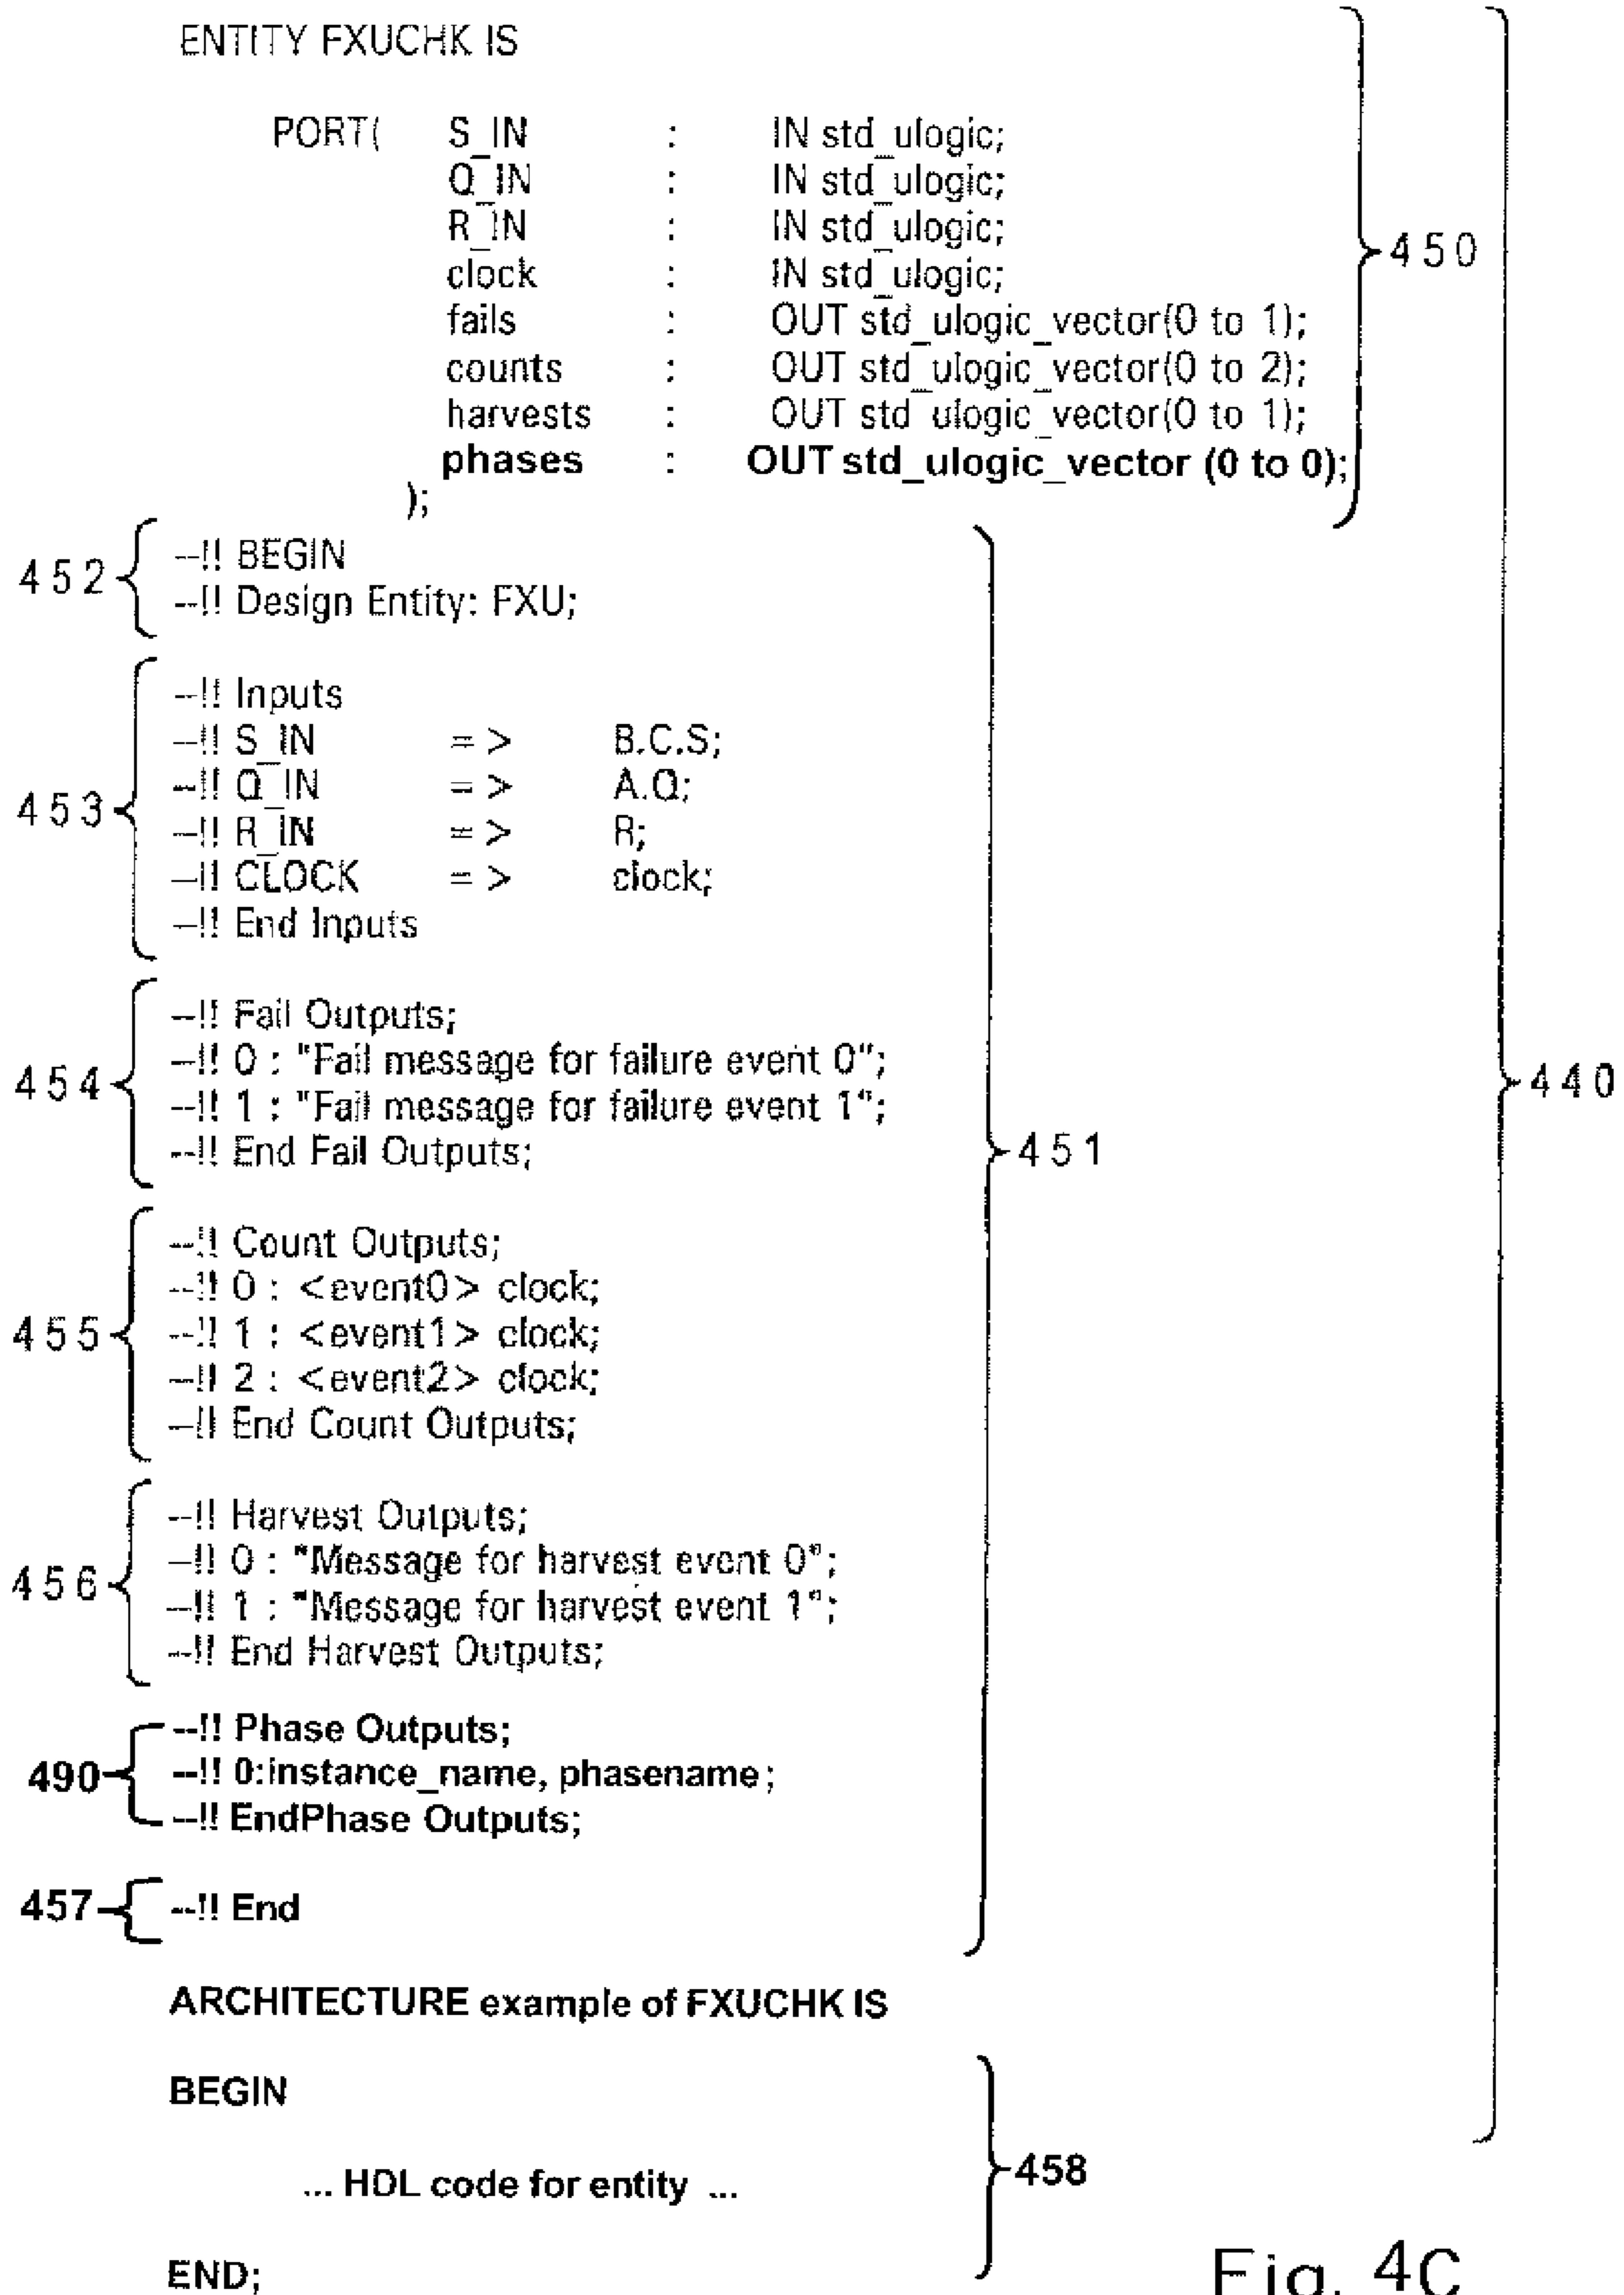 ENTITY FXUCHK IS
PORT( S_IN : IN std_ulogic;
Q_IN : IN std_ulogic;
R_IN : IN std_ulogic;
clock : IN std_ulogic;
fails : OUT std_ulogic_vector(0 to 1);
counts : OUT std_ulogic_vector(0 to 2);
harvests : OUT std_ulogic_vector(0 to 1);
phases : OUT std_ulogic_vector (0 to 0);
);
450
--!! BEGIN
--!! Design Entity: FXU;
452
--!! Inputs
--!! S_IN => B.C.S;
--!! Q_IN => A.Q;
--!! R_IN => R;
--!! CLOCK => clock;
--!! End Inputs
453
--!! Fail Outputs;
--!! 0 : "Fail message for failure event 0";
--!! 1 : "Fail message for failure event 1";
--!! End Fail Outputs;
454
451
440
--!! Count Outputs;
--!! 0 : <event0> clock;
--!! 1 : <event1> clock;
--!! 2 : <event2> clock;
--!! End Count Outputs;
455
--!! Harvest Outputs;
--!! 0 : "Message for harvest event 0";
--!! 1 : "Message for harvest event 1";
--!! End Harvest Outputs;
456
--!! Phase Outputs;
--!! 0:instance_name, phasename;
--!! EndPhase Outputs;
490
457 --!! End
ARCHITECTURE example of FXUCHK IS
BEGIN
... HDL code for entity ...
458
END;
Fig. 4C